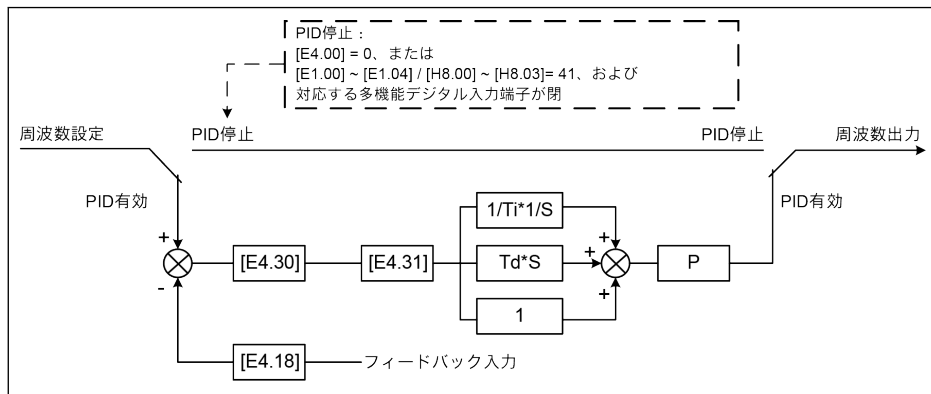 PID停止：
[E4.00] = 0、または
[E1.00] ~ [E1.04] / [H8.00] ~ [H8.03]= 41、および
対応する多機能デジタル入力端子が閉
周波数設定
PID停止
PID停止
周波数出力
PID有効
PID有効
1/Ti*1/S
+
+
[E4.30]
[E4.31]
Td*S
+
P
-
+
1
[E4.18]
フィードバック入力